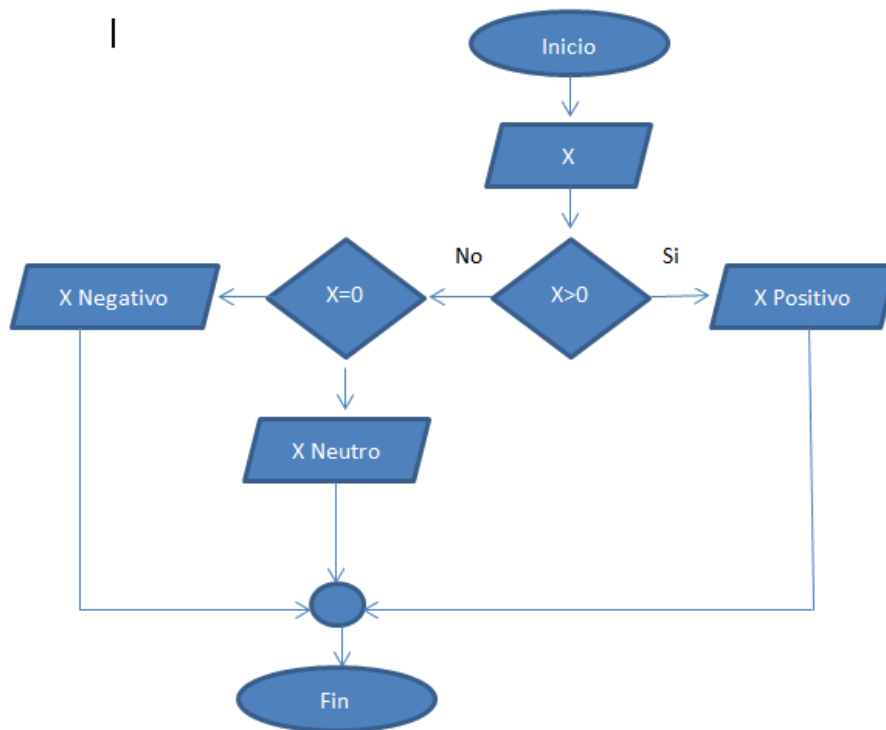 Inicio
X
No
Si
X Negativo
X=0
X>0
X Positivo
X Neutro
Fin